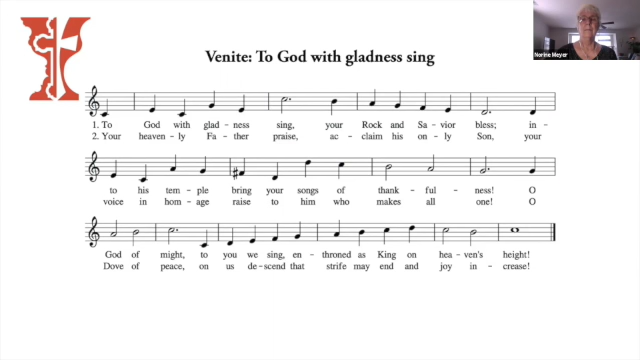 Venite: To God with gladness sing
Norine Meyer
1. To God with glad - ness sing, your Rock and Sa - vior bless; in -
2. Your heaven - ly Fa - ther praise, ac - claim his on - ly Son, your
to his tem - ple bring your songs of thank - ful - ness! O
voice in hom - age raise to him who makes all one! O
God of might, to you we sing, en - throned as King on hea - ven's height!
Dove of peace, on us de - scend that strife may end and joy in - crease!